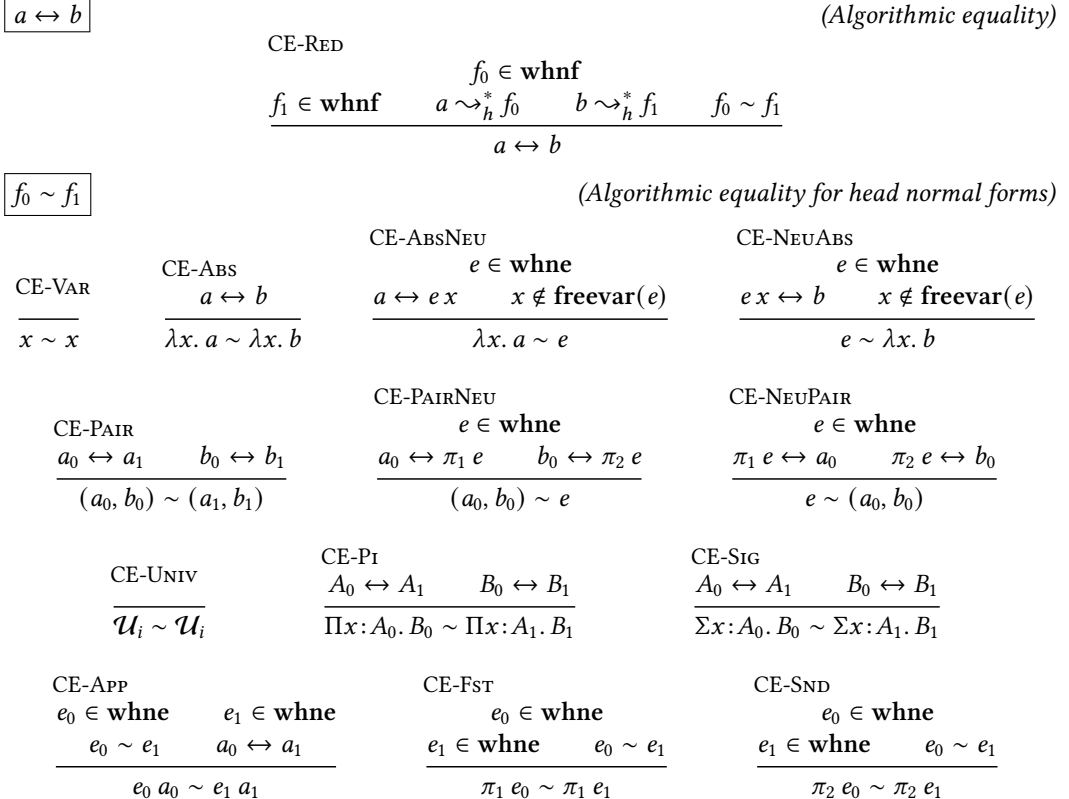 a ↔ b (Algorithmic equality)
CE-Red
f₀ ∈ whnf
f₁ ∈ whnf a ⇝*ₕ f₀ b ⇝*ₕ f₁ f₀ ∼ f₁
a ↔ b
f₀ ∼ f₁ (Algorithmic equality for head normal forms)
CE-AbsNeu CE-NeuAbs
CE-Var CE-Abs e ∈ whne e ∈ whne
a ↔ b a ↔ e x x ∉ freevar(e) e x ↔ b x ∉ freevar(e)
x ∼ x λx. a ∼ λx. b λx. a ∼ e e ∼ λx. b
CE-PairNeu CE-NeuPair
CE-Pair e ∈ whne e ∈ whne
a₀ ↔ a₁ b₀ ↔ b₁ a₀ ↔ π₁ e b₀ ↔ π₂ e π₁ e ↔ a₀ π₂ e ↔ b₀
(a₀, b₀) ∼ (a₁, b₁) (a₀, b₀) ∼ e e ∼ (a₀, b₀)
CE-Univ CE-Pi CE-Sig
A₀ ↔ A₁ B₀ ↔ B₁ A₀ ↔ A₁ B₀ ↔ B₁
𝒰ᵢ ∼ 𝒰ᵢ Πx:A₀. B₀ ∼ Πx:A₁. B₁ Σx:A₀. B₀ ∼ Σx:A₁. B₁
CE-App CE-Fst CE-Snd
e₀ ∈ whne e₁ ∈ whne e₀ ∈ whne e₀ ∈ whne
e₀ ∼ e₁ a₀ ↔ a₁ e₁ ∈ whne e₀ ∼ e₁ e₁ ∈ whne e₀ ∼ e₁
e₀ a₀ ∼ e₁ a₁ π₁ e₀ ∼ π₁ e₁ π₂ e₀ ∼ π₂ e₁